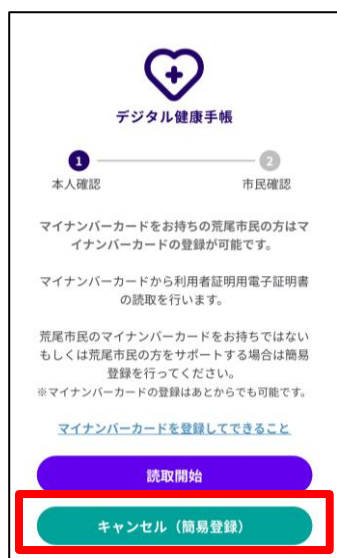 デジタル健康手帳
1 2
本人確認 市民確認
マイナンバーカードをお持ちの荒尾市民の方はマ
イナンバーカードの登録が可能です。
マイナンバーカードから利用者証明用電子証明書
の読取を行います。
荒尾市民のマイナンバーカードをお持ちではない
もしくは荒尾市民の方をサポートする場合は簡易
登録を行ってください。
※マイナンバーカードの登録はあとからでも可能です。
マイナンバーカードを登録してできること
読取開始
キャンセル（簡易登録）